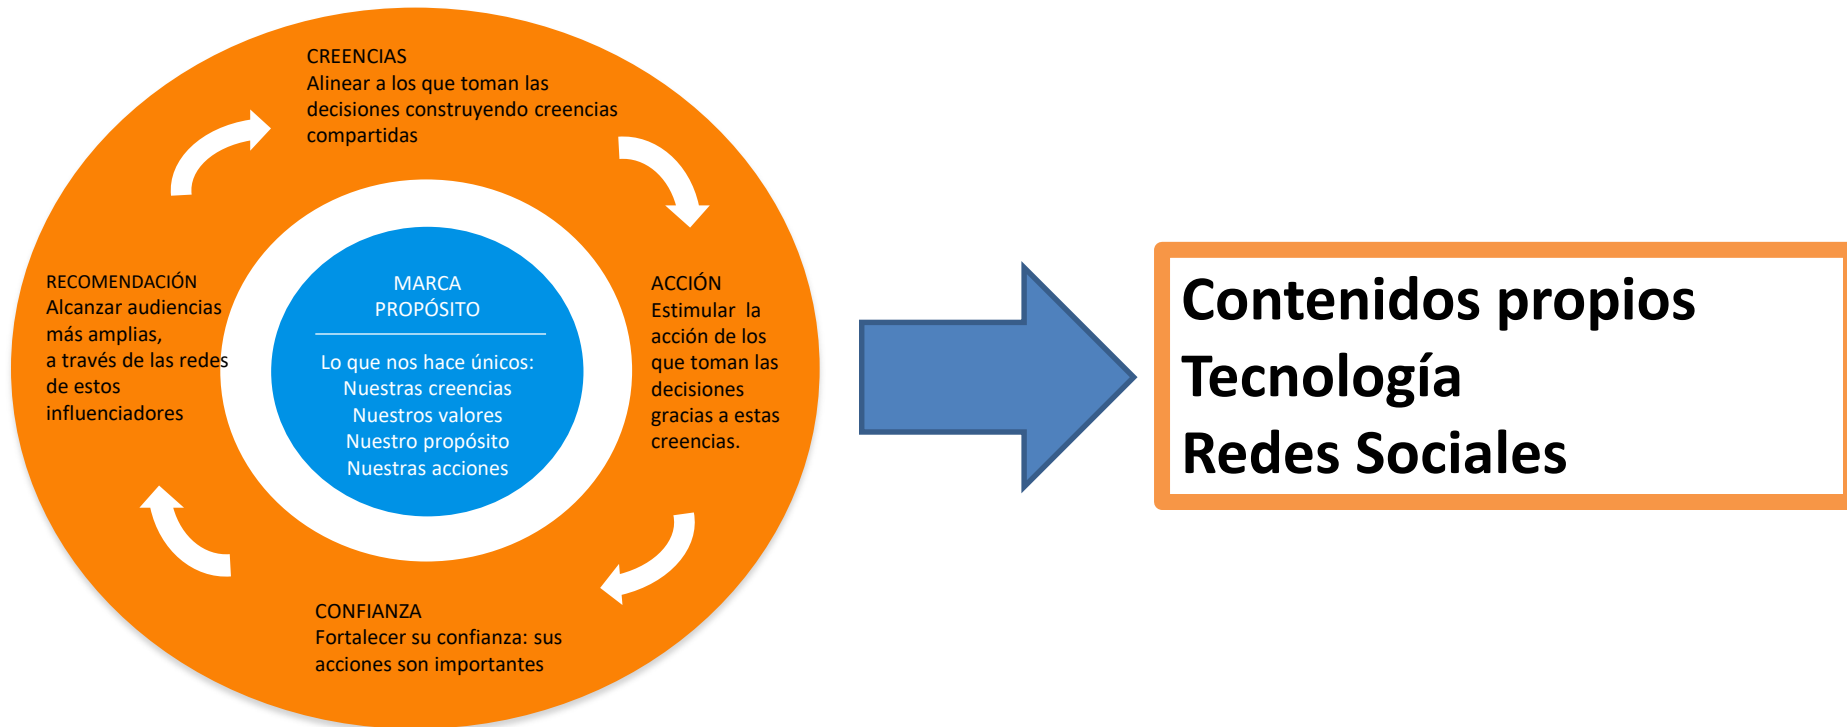 CREENCIAS
Alinear a los que toman las
decisiones construyendo creencias
compartidas
RECOMENDACIÓN
Alcanzar audiencias
más amplias,
a través de las redes
de estos
influenciadores
MARCA
PROPÓSITO
Lo que nos hace únicos:
Nuestras creencias
Nuestros valores
Nuestro propósito
Nuestras acciones
ACCIÓN
Estimular la
acción de los
que toman las
decisiones
gracias a estas
creencias.
CONFIANZA
Fortalecer su confianza: sus
acciones son importantes
Contenidos propios
Tecnología
Redes Sociales